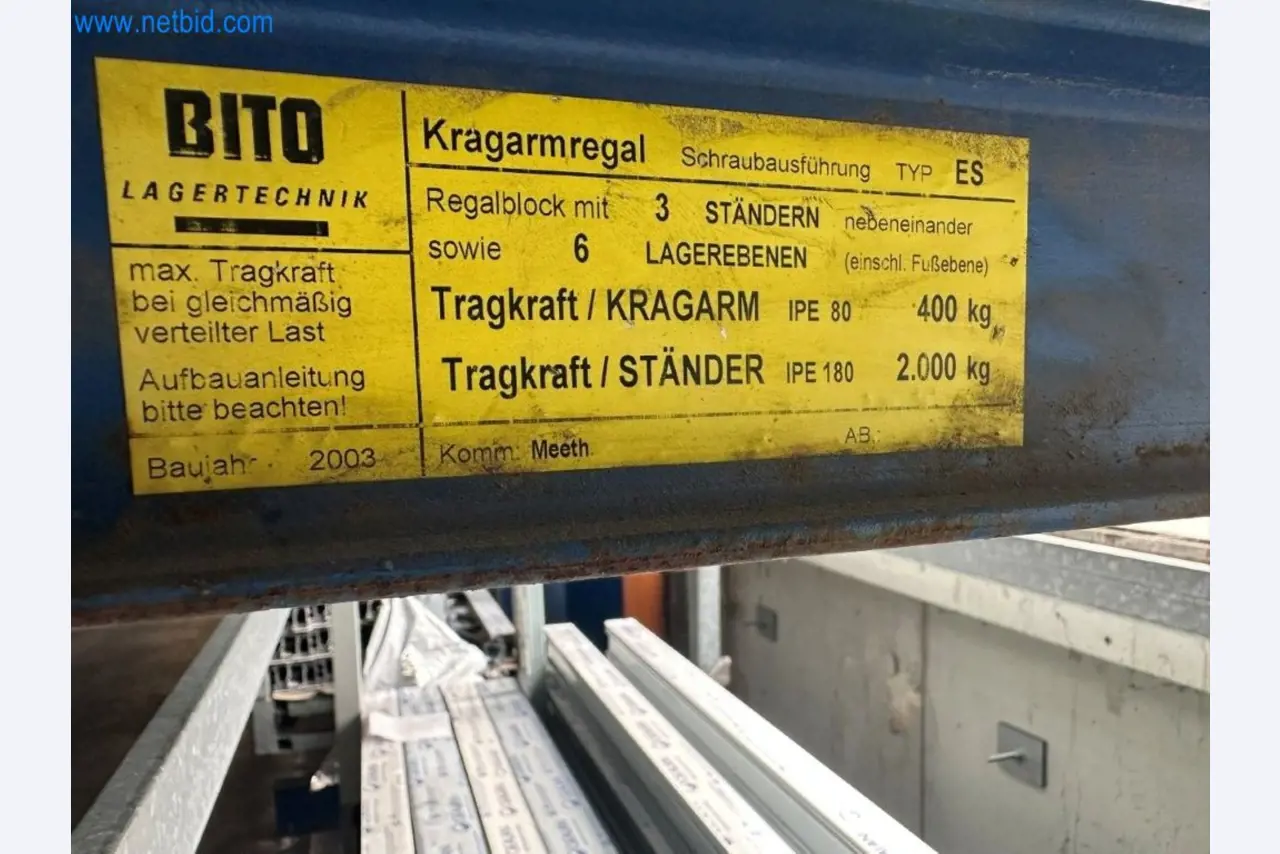 www.netbid.com
BITO
LAGERTECHNIK
max. Tragkraft
bei gleichmäßig
verteilter Last
Aufbauanleitung
bitte beachten!
Baujahr 2003
Kragarmregal Schraubausführung TYP ES
Regalblock mit 3 STÄNDERN nebeneinander
sowie 6 LAGEREBENEN (einschl. Fußebene)
Tragkraft / KRAGARM IPE 80 400 kg
Tragkraft / STÄNDER IPE 180 2.000 kg
Komm: Meeth AB.: